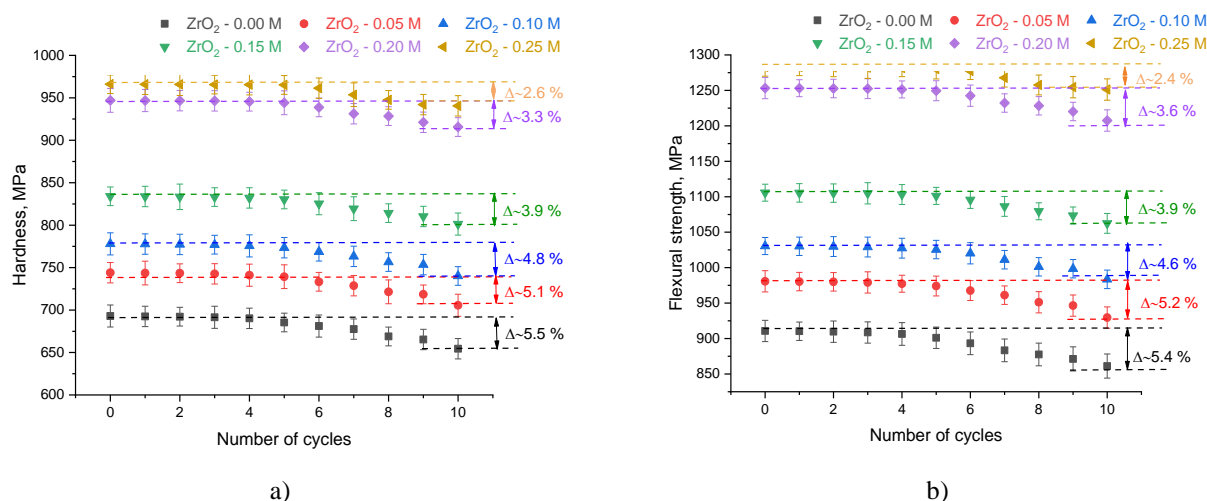 ZrO2 - 0.00 M ZrO2 - 0.05 M ZrO2 - 0.10 M
ZrO2 - 0.15 M ZrO2 - 0.20 M ZrO2 - 0.25 M
1000
950
900
850
800
750
700
650
600
Hardness, MPa
Δ~2.6 %
Δ~3.3 %
Δ~3.9 %
Δ~4.8 %
Δ~5.1 %
Δ~5.5 %
0 2 4 6 8 10
Number of cycles
a)
ZrO2 - 0.00 M ZrO2 - 0.05 M ZrO2 - 0.10 M
ZrO2 - 0.15 M ZrO2 - 0.20 M ZrO2 - 0.25 M
1300
1250
1200
1150
1100
1050
1000
950
900
850
Flexural strength, MPa
Δ~2.4 %
Δ~3.6 %
Δ~3.9 %
Δ~4.6 %
Δ~5.2 %
Δ~5.4 %
0 2 4 6 8 10
Number of cycles
b)